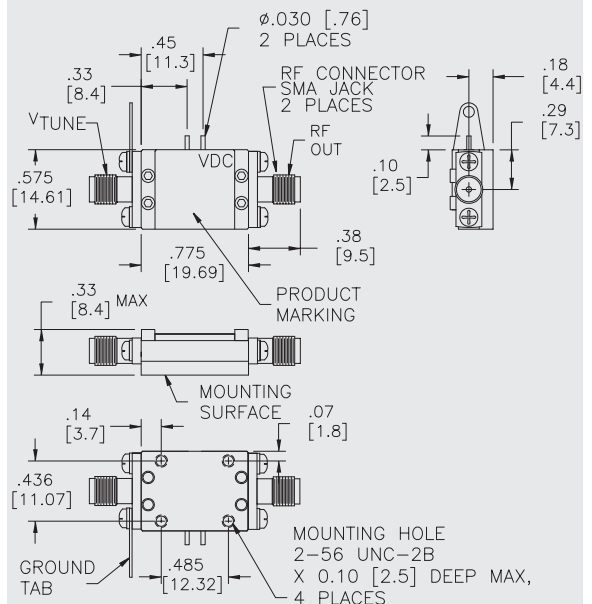 ø.030 [.76]
2 PLACES
.45
[11.3]
.33
[8.4]
RF CONNECTOR
SMA JACK
2 PLACES
.18
[4.4]
.29
[7.3]
VTUNE
VDC
RF
OUT
.10
[2.5]
.575
[14.61]
.775
[19.69]
.38
[9.5]
PRODUCT
MARKING
.33
[8.4] MAX
MOUNTING
SURFACE
.14
[3.7]
.07
[1.8]
.436
[11.07]
GROUND
TAB
.485
[12.32]
MOUNTING HOLE
2-56 UNC-2B
X 0.10 [2.5] DEEP MAX,
4 PLACES